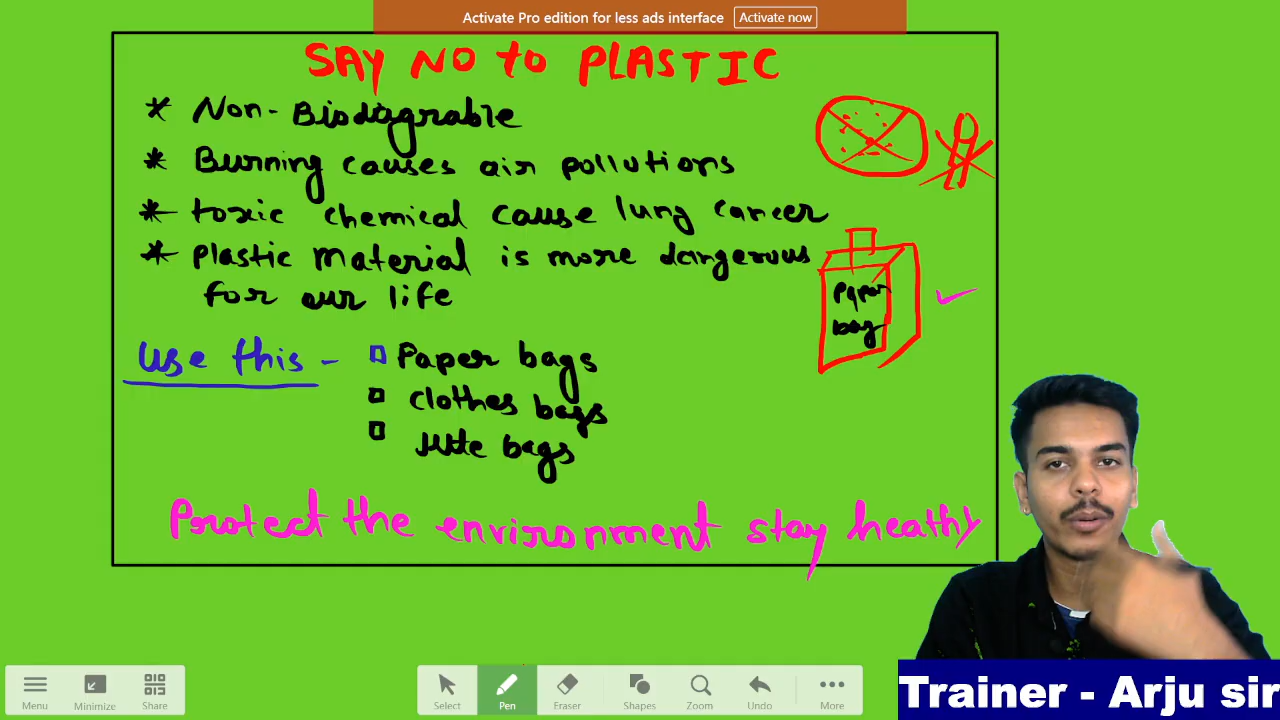 Activate Pro edition for less ads interface Activate now
SAY NO to PLASTIC
* Non-Biodagrable
* Burning causes air pollutions
* toxic chemical cause lung cancer
* plastic material is more dangerous
for our life
Paper
bag
Use this - Paper bags
clothes bags
Jute bags
Protect the environment stay heathy
Menu Minimize Share Select Pen Eraser Shapes Zoom Undo More
Trainer - Arju sir